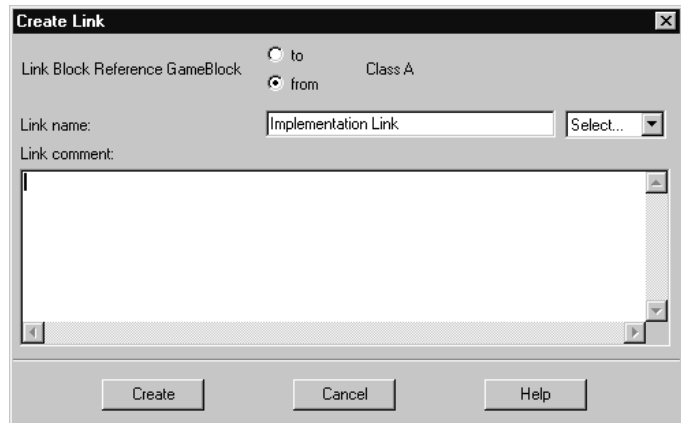 Create Link
to
Link Block Reference GameBlock Class A
from
Link name: Implementation Link Select...
Link comment:
Create Cancel Help